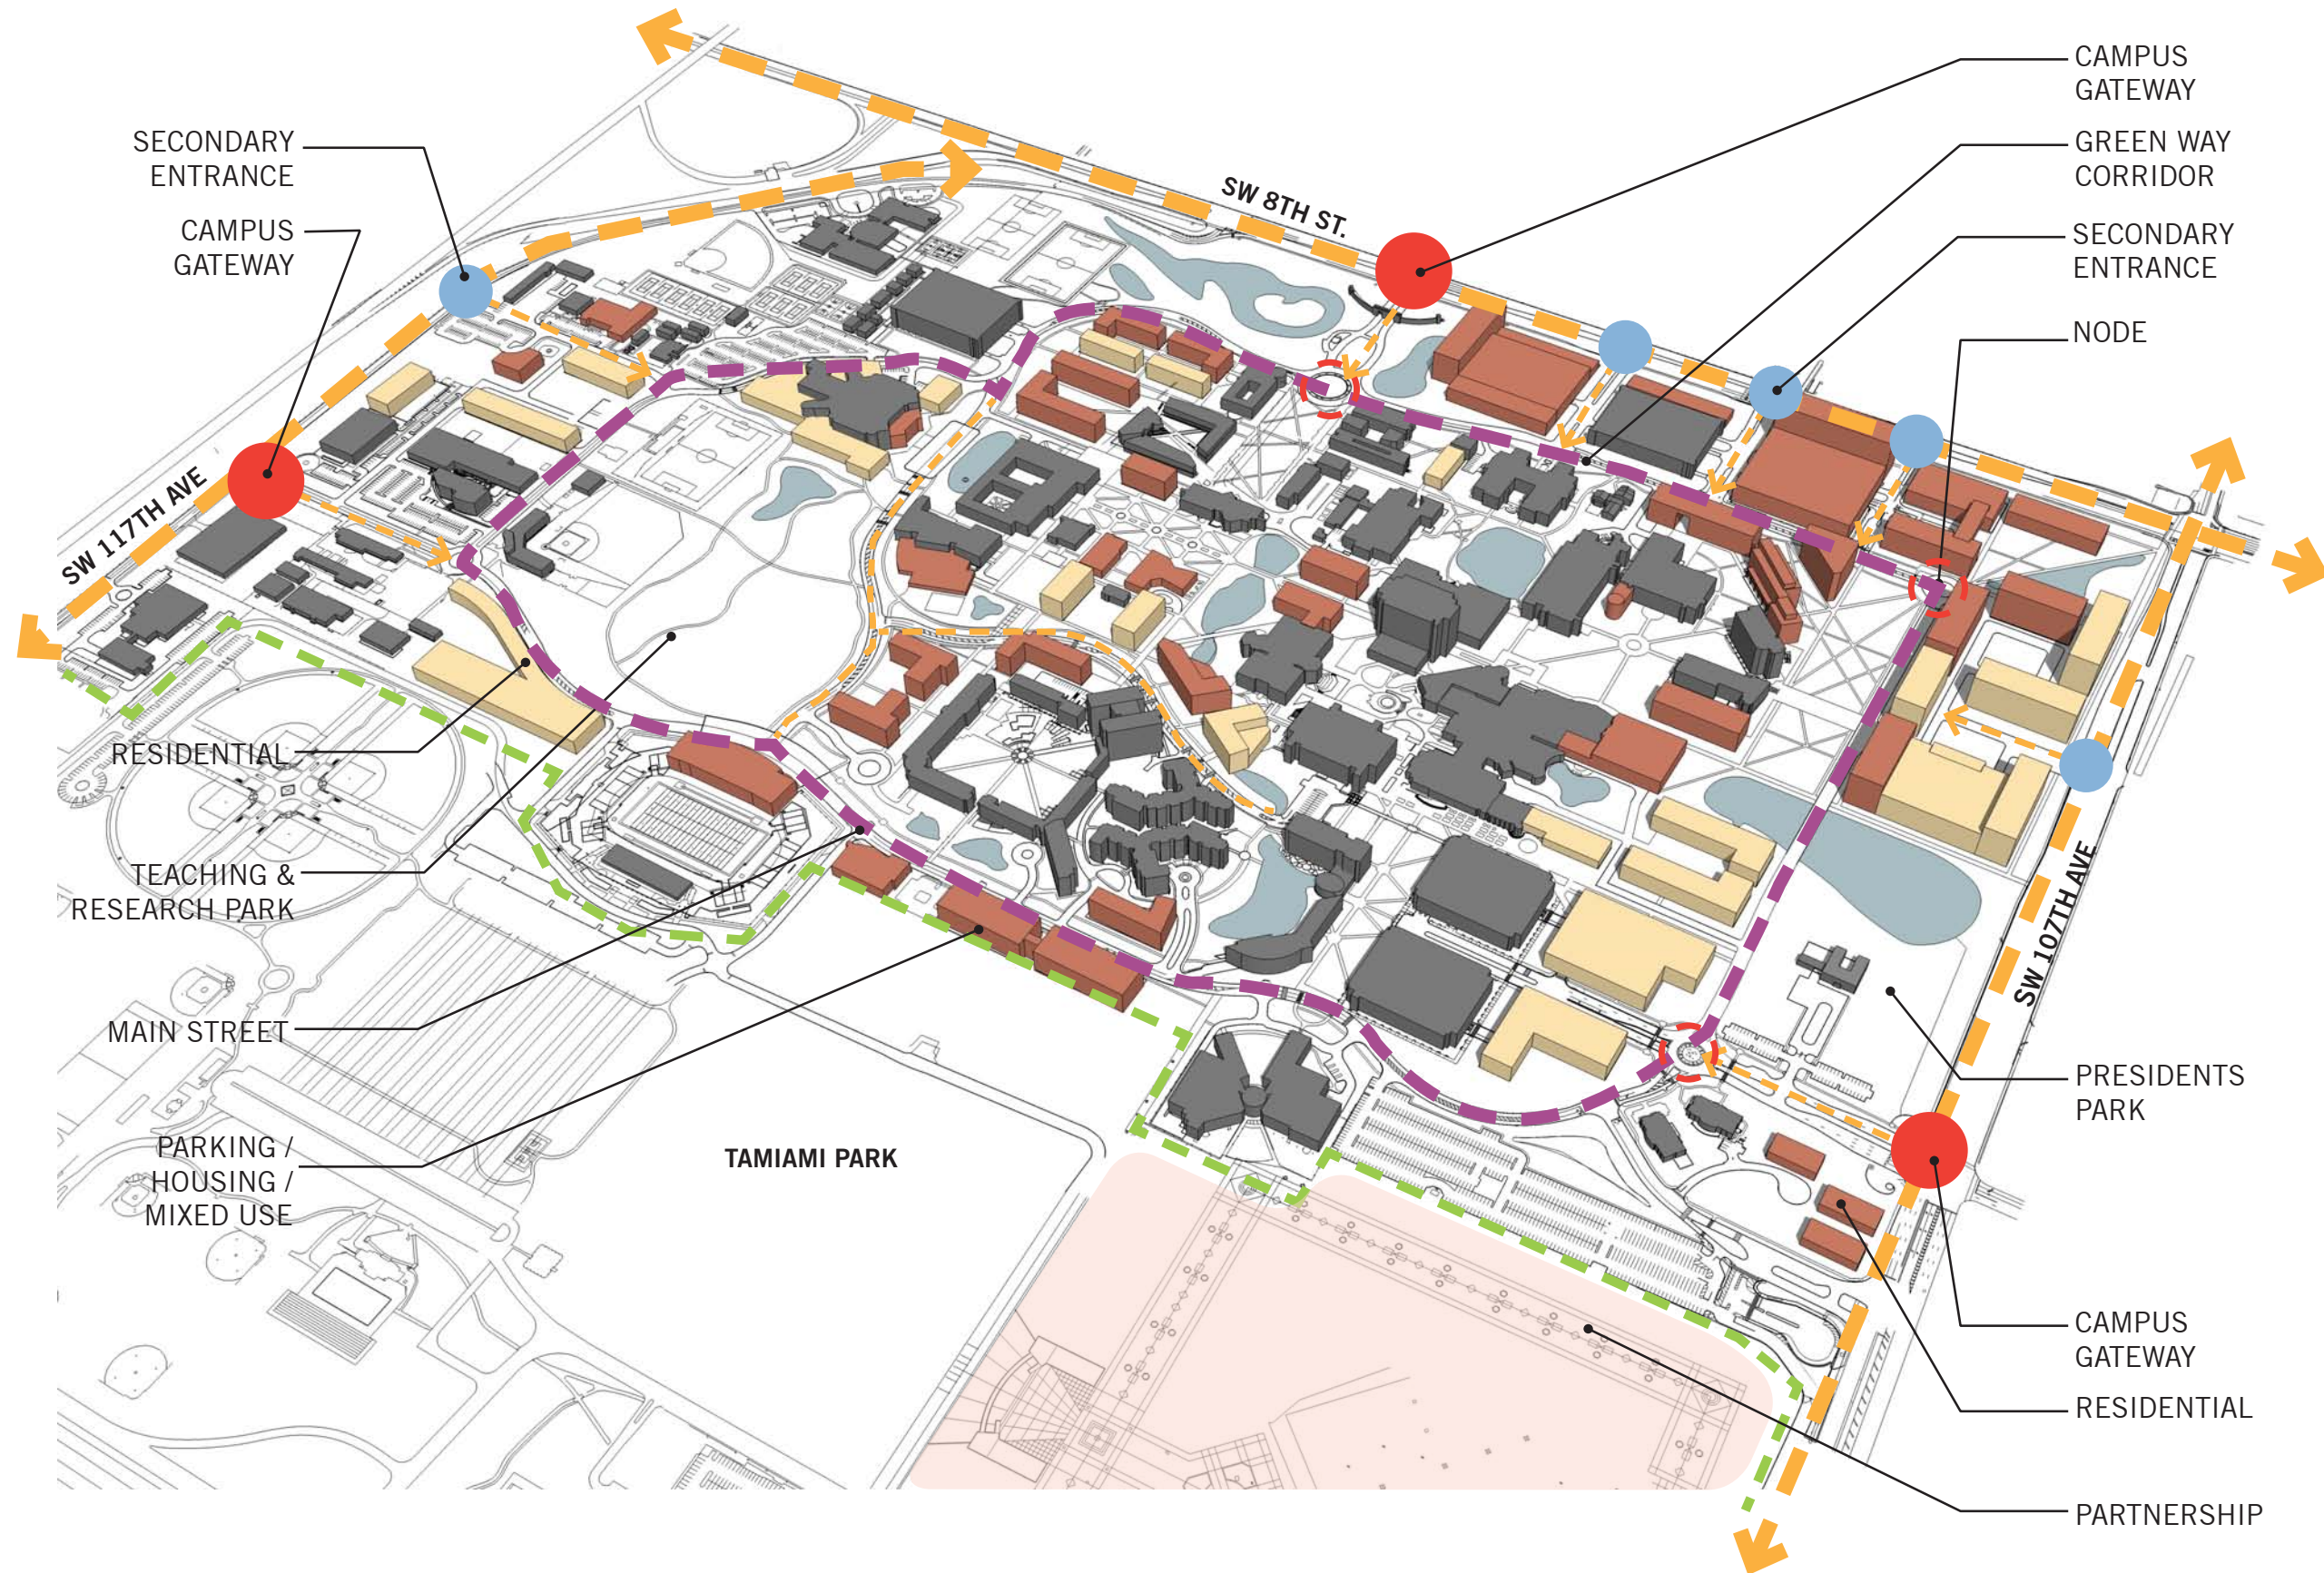 SECONDARY
ENTRANCE
CAMPUS
GATEWAY
SW 117TH AVE
RESIDENTIAL
TEACHING &
RESEARCH PARK
MAIN STREET
PARKING /
HOUSING /
MIXED USE
SW 8TH ST.
TAMIAMI PARK
CAMPUS
GATEWAY
GREEN WAY
CORRIDOR
SECONDARY
ENTRANCE
NODE
SW 107TH AVE
PRESIDENTS
PARK
CAMPUS
GATEWAY
RESIDENTIAL
PARTNERSHIP